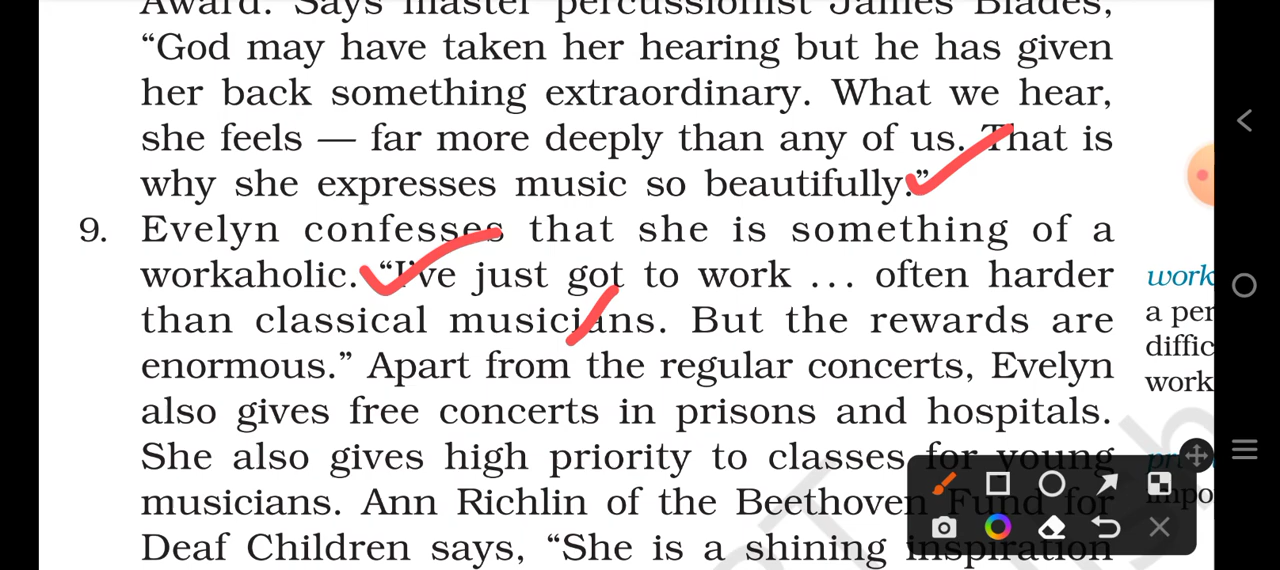 Award. Says master percussionist James Blades,
“God may have taken her hearing but he has given
her back something extraordinary. What we hear,
she feels — far more deeply than any of us. That is
why she expresses music so beautifully.”
9. Evelyn confesses that she is something of a
workaholic. “I’ve just got to work ... often harder
than classical musicians. But the rewards are
enormous.” Apart from the regular concerts, Evelyn
also gives free concerts in prisons and hospitals.
She also gives high priority to classes for young
musicians. Ann Richlin of the Beethoven Fund for
Deaf Children says, “She is a shining inspiration
work
a per
diffic
work
pri
impo